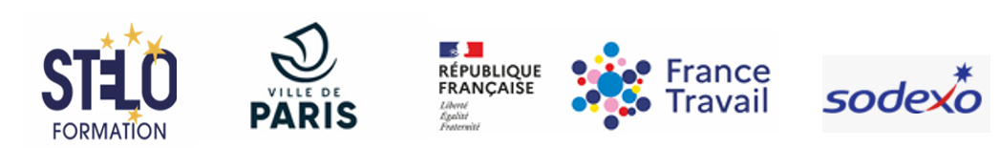 STELO
FORMATION
VILLE DE
PARIS
RÉPUBLIQUE
FRANÇAISE
Liberté
Égalité
Fraternité
France
Travail
sodexo